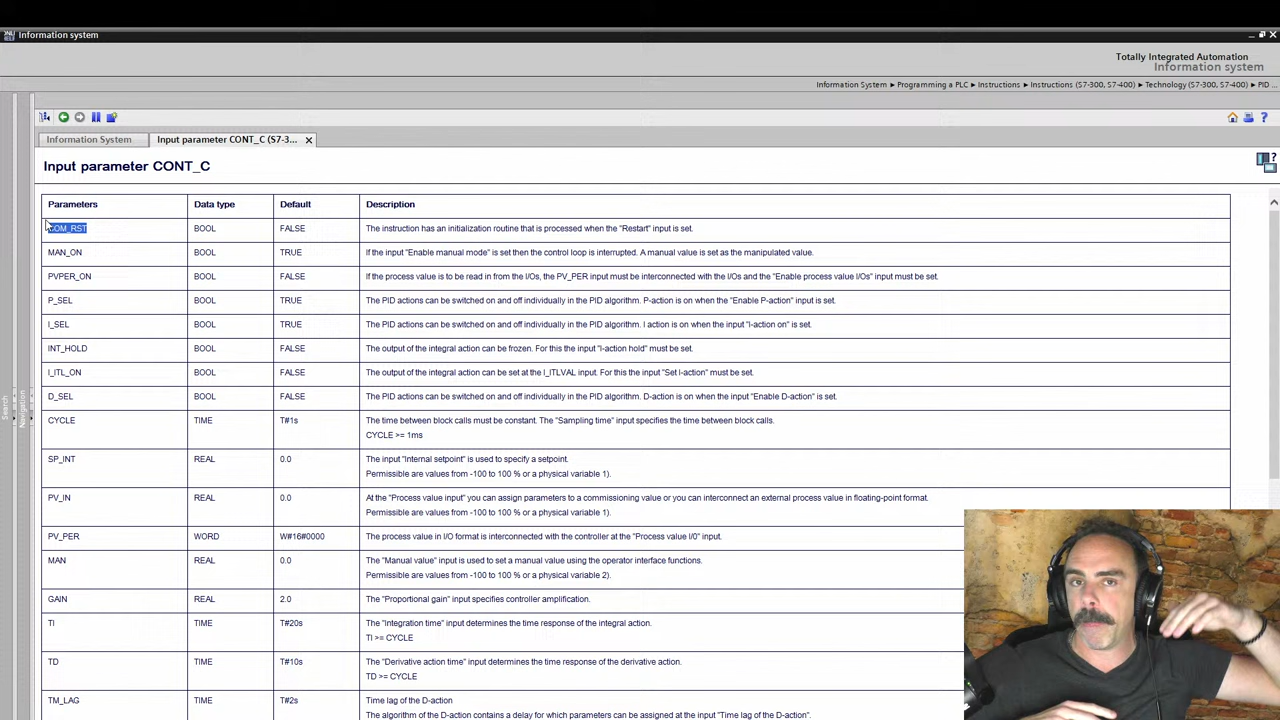 Information system
Totally Integrated Automation
Information system
Information System ▸ Programming a PLC ▸ Instructions ▸ Instructions (S7-300, S7-400) ▸ Technology (S7-300, S7-400) ▸ PID ...
Information System
Input parameter CONT_C (S7-3...
Input parameter CONT_C
Parameters Data type Default Description
COM_RST BOOL FALSE The instruction has an initialization routine that is processed when the "Restart" input is set.
MAN_ON BOOL TRUE If the input "Enable manual mode" is set then the control loop is interrupted. A manual value is set as the manipulated value.
PVPER_ON BOOL FALSE If the process value is to be read in from the I/Os, the PV_PER input must be interconnected with the I/Os and the "Enable process value I/Os" input must be set.
P_SEL BOOL TRUE The PID actions can be switched on and off individually in the PID algorithm. P-action is on when the "Enable P-action" input is set.
I_SEL BOOL TRUE The PID actions can be switched on and off individually in the PID algorithm. I action is on when the input "I-action on" is set.
INT_HOLD BOOL FALSE The output of the integral action can be frozen. For this the input "I-action hold" must be set.
I_ITL_ON BOOL FALSE The output of the integral action can be set at the I_ITLVAL input. For this the input "Set I-action" must be set.
D_SEL BOOL FALSE The PID actions can be switched on and off individually in the PID algorithm. D-action is on when the input "Enable D-action" is set.
CYCLE TIME T#1s The time between block calls must be constant. The "Sampling time" input specifies the time between block calls.
CYCLE >= 1ms
SP_INT REAL 0.0 The input "Internal setpoint" is used to specify a setpoint.
Permissible are values from -100 to 100 % or a physical variable 1).
PV_IN REAL 0.0 At the "Process value input" you can assign parameters to a commissioning value or you can interconnect an external process value in floating-point format.
Permissible are values from -100 to 100 % or a physical variable 1).
PV_PER WORD W#16#0000 The process value in I/O format is interconnected with the controller at the "Process value I/0" input.
MAN REAL 0.0 The "Manual value" input is used to set a manual value using the operator interface functions.
Permissible are values from -100 to 100 % or a physical variable 2).
GAIN REAL 2.0 The "Proportional gain" input specifies controller amplification.
TI TIME T#20s The "Integration time" input determines the time response of the integral action.
TI >= CYCLE
TD TIME T#10s The "Derivative action time" input determines the time response of the derivative action.
TD >= CYCLE
TM_LAG TIME T#2s Time lag of the D-action
The algorithm of the D-action contains a delay for which parameters can be assigned at the input "Time lag of the D-action".
Search
Navigation